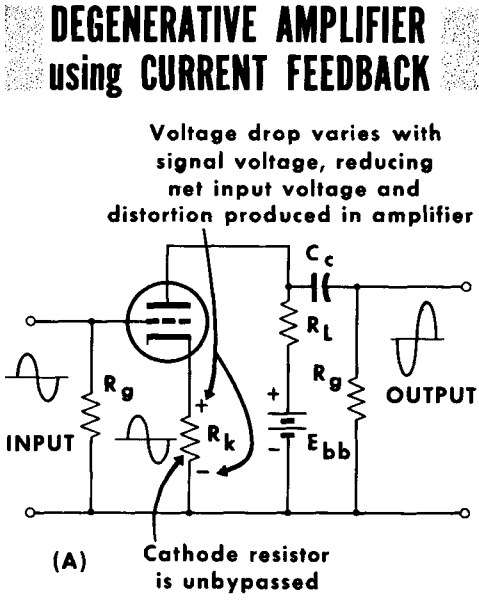 DEGENERATIVE AMPLIFIER
using CURRENT FEEDBACK
Voltage drop varies with
signal voltage, reducing
net input voltage and
distortion produced in amplifier
Cc
RL
Rg
Rg
+
OUTPUT
+
INPUT
Rk
Ebb
-
-
(A)
Cathode resistor
is unbypassed